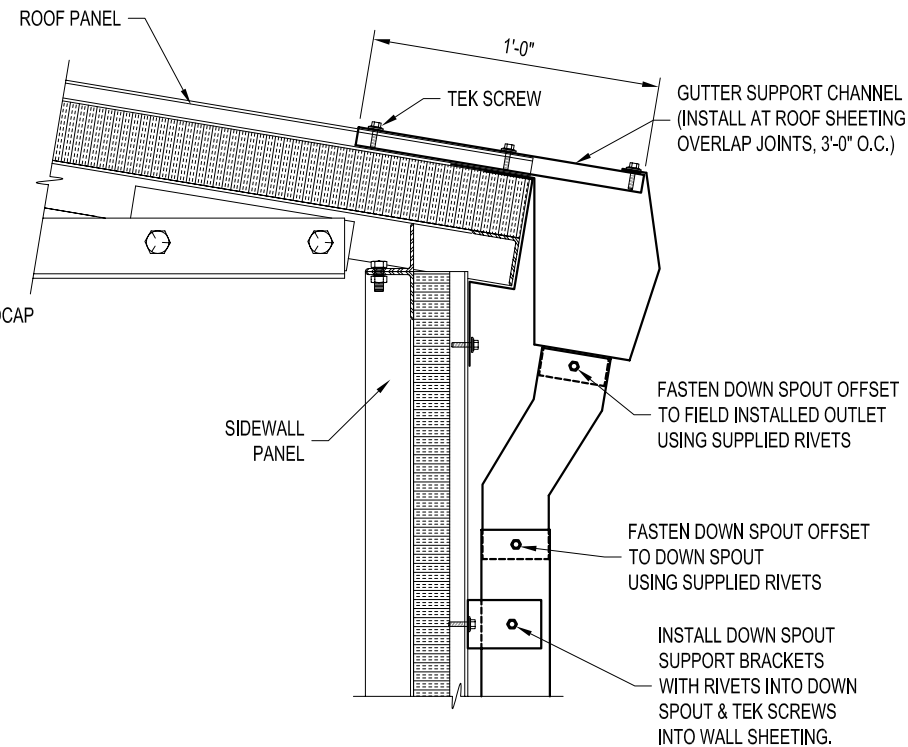 ROOF PANEL
1'-0"
TEK SCREW
GUTTER SUPPORT CHANNEL
(INSTALL AT ROOF SHEETING
OVERLAP JOINTS, 3'-0" O.C.)
SIDEWALL
PANEL
FASTEN DOWN SPOUT OFFSET
TO FIELD INSTALLED OUTLET
USING SUPPLIED RIVETS
FASTEN DOWN SPOUT OFFSET
TO DOWN SPOUT
USING SUPPLIED RIVETS
INSTALL DOWN SPOUT
SUPPORT BRACKETS
WITH RIVETS INTO DOWN
SPOUT & TEK SCREWS
INTO WALL SHEETING.